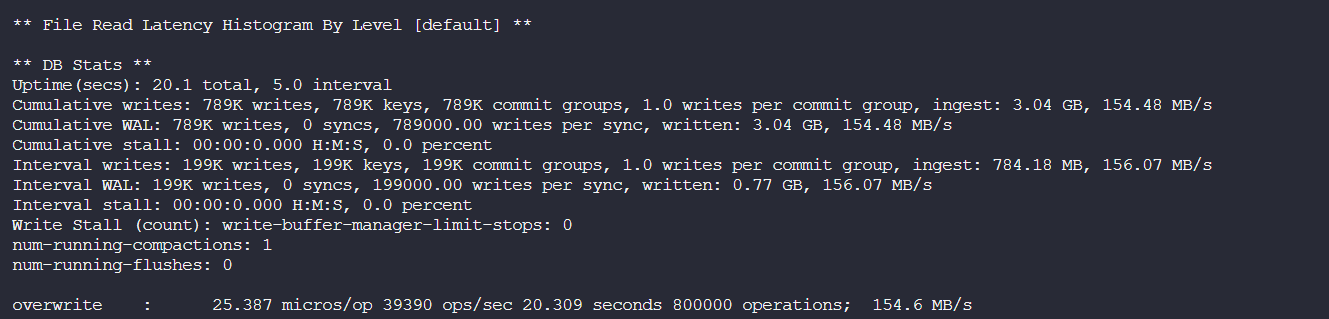 ** File Read Latency Histogram By Level [default] **
** DB Stats **
Uptime(secs): 20.1 total, 5.0 interval
Cumulative writes: 789K writes, 789K keys, 789K commit groups, 1.0 writes per commit group, ingest: 3.04 GB, 154.48 MB/s
Cumulative WAL: 789K writes, 0 syncs, 789000.00 writes per sync, written: 3.04 GB, 154.48 MB/s
Cumulative stall: 00:00:0.000 H:M:S, 0.0 percent
Interval writes: 199K writes, 199K keys, 199K commit groups, 1.0 writes per commit group, ingest: 784.18 MB, 156.07 MB/s
Interval WAL: 199K writes, 0 syncs, 199000.00 writes per sync, written: 0.77 GB, 156.07 MB/s
Interval stall: 00:00:0.000 H:M:S, 0.0 percent
Write Stall (count): write-buffer-manager-limit-stops: 0
num-running-compactions: 1
num-running-flushes: 0
overwrite    :      25.387 micros/op 39390 ops/sec 20.309 seconds 800000 operations;  154.6 MB/s